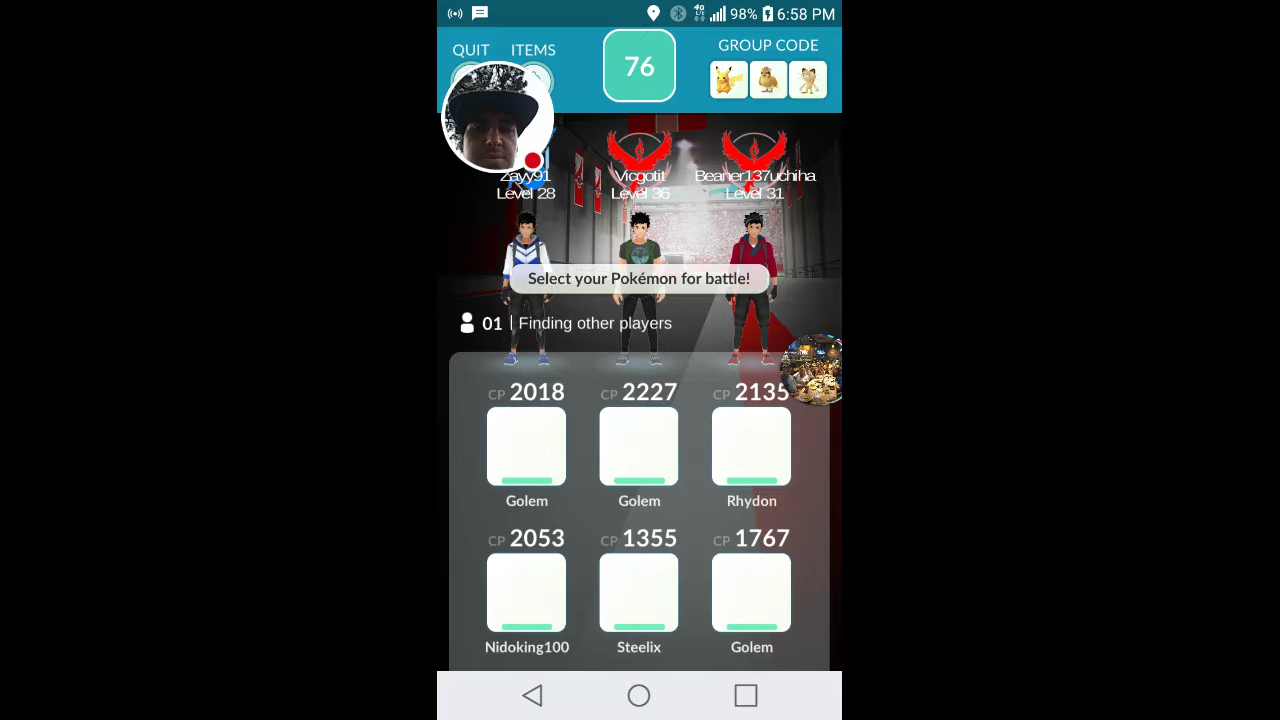 98% 6:58 PM
QUIT ITEMS
76
GROUP CODE
Zayy91
Level 28
Vicgotit
Level 36
Beaner137uchiha
Level 31
Select your Pokémon for battle!
01 | Finding other players
CP 2018
CP 2227
CP 2135
Golem
Golem
Rhydon
CP 2053
CP 1355
CP 1767
Nidoking100
Steelix
Golem